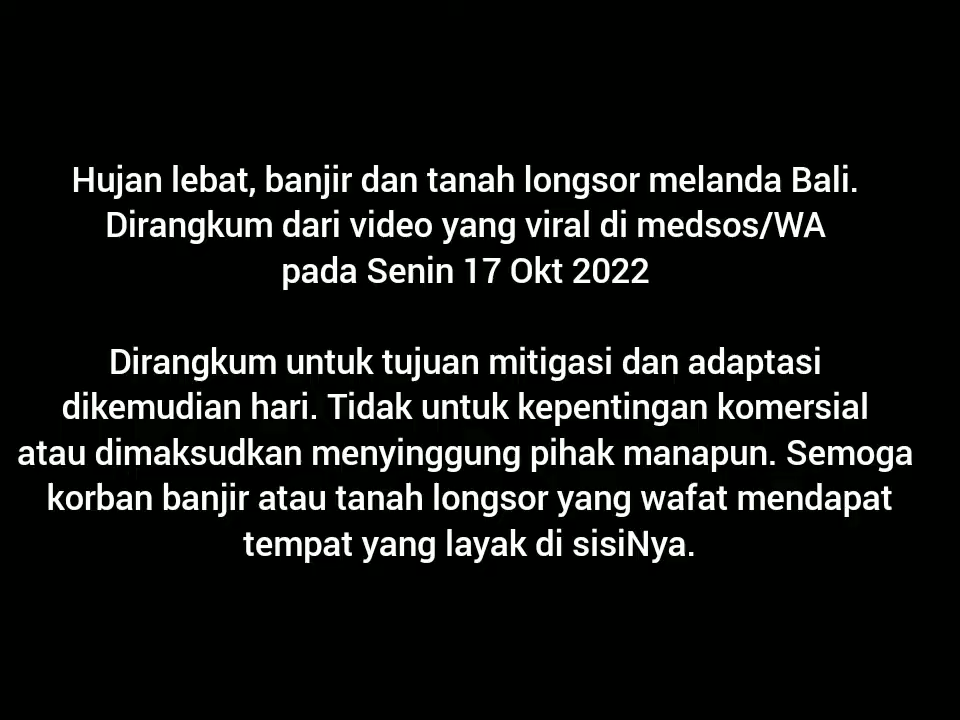 Hujan lebat, banjir dan tanah longsor melanda Bali.
Dirangkum dari video yang viral di medsos/WA
pada Senin 17 Okt 2022
Dirangkum untuk tujuan mitigasi dan adaptasi
dikemudian hari. Tidak untuk kepentingan komersial
atau dimaksudkan menyinggung pihak manapun. Semoga
korban banjir atau tanah longsor yang wafat mendapat
tempat yang layak di sisiNya.